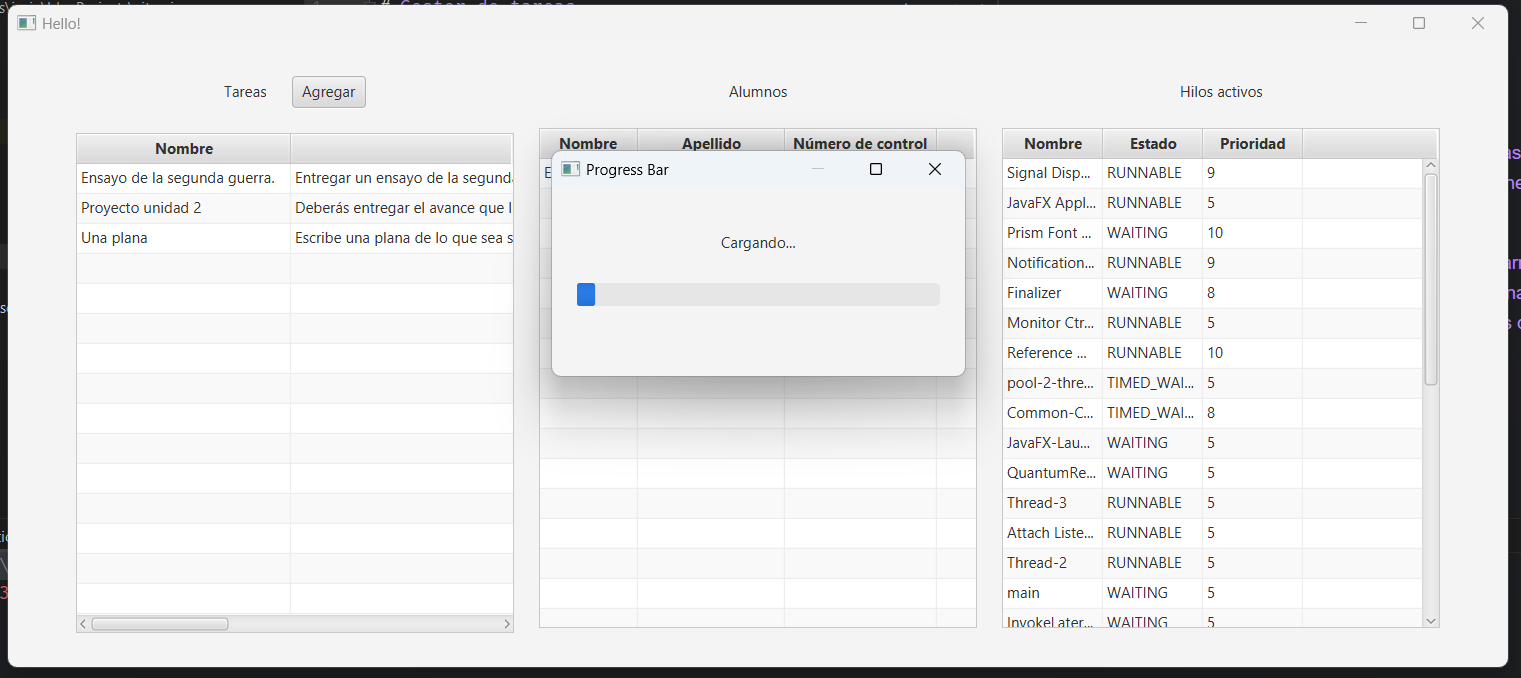 # Gestor de tareas
Hello!
Tareas
Agregar
Nombre
Ensayo de la segunda guerra. Entregar un ensayo de la segund
Proyecto unidad 2 Deberás entregar el avance que l
Una plana Escribe una plana de lo que sea s
Alumnos
Nombre Apellido Número de control
E
Progress Bar
Cargando...
Hilos activos
Nombre Estado Prioridad
Signal Disp... RUNNABLE 9
JavaFX Appl... RUNNABLE 5
Prism Font ... WAITING 10
Notification... RUNNABLE 9
Finalizer WAITING 8
Monitor Ctr... RUNNABLE 5
Reference ... RUNNABLE 10
pool-2-thre... TIMED_WAI... 5
Common-C... TIMED_WAI... 8
JavaFX-Lau... WAITING 5
QuantumRe... WAITING 5
Thread-3 RUNNABLE 5
Attach Liste... RUNNABLE 5
Thread-2 RUNNABLE 5
main WAITING 5
InvokeLater... WAITING 5